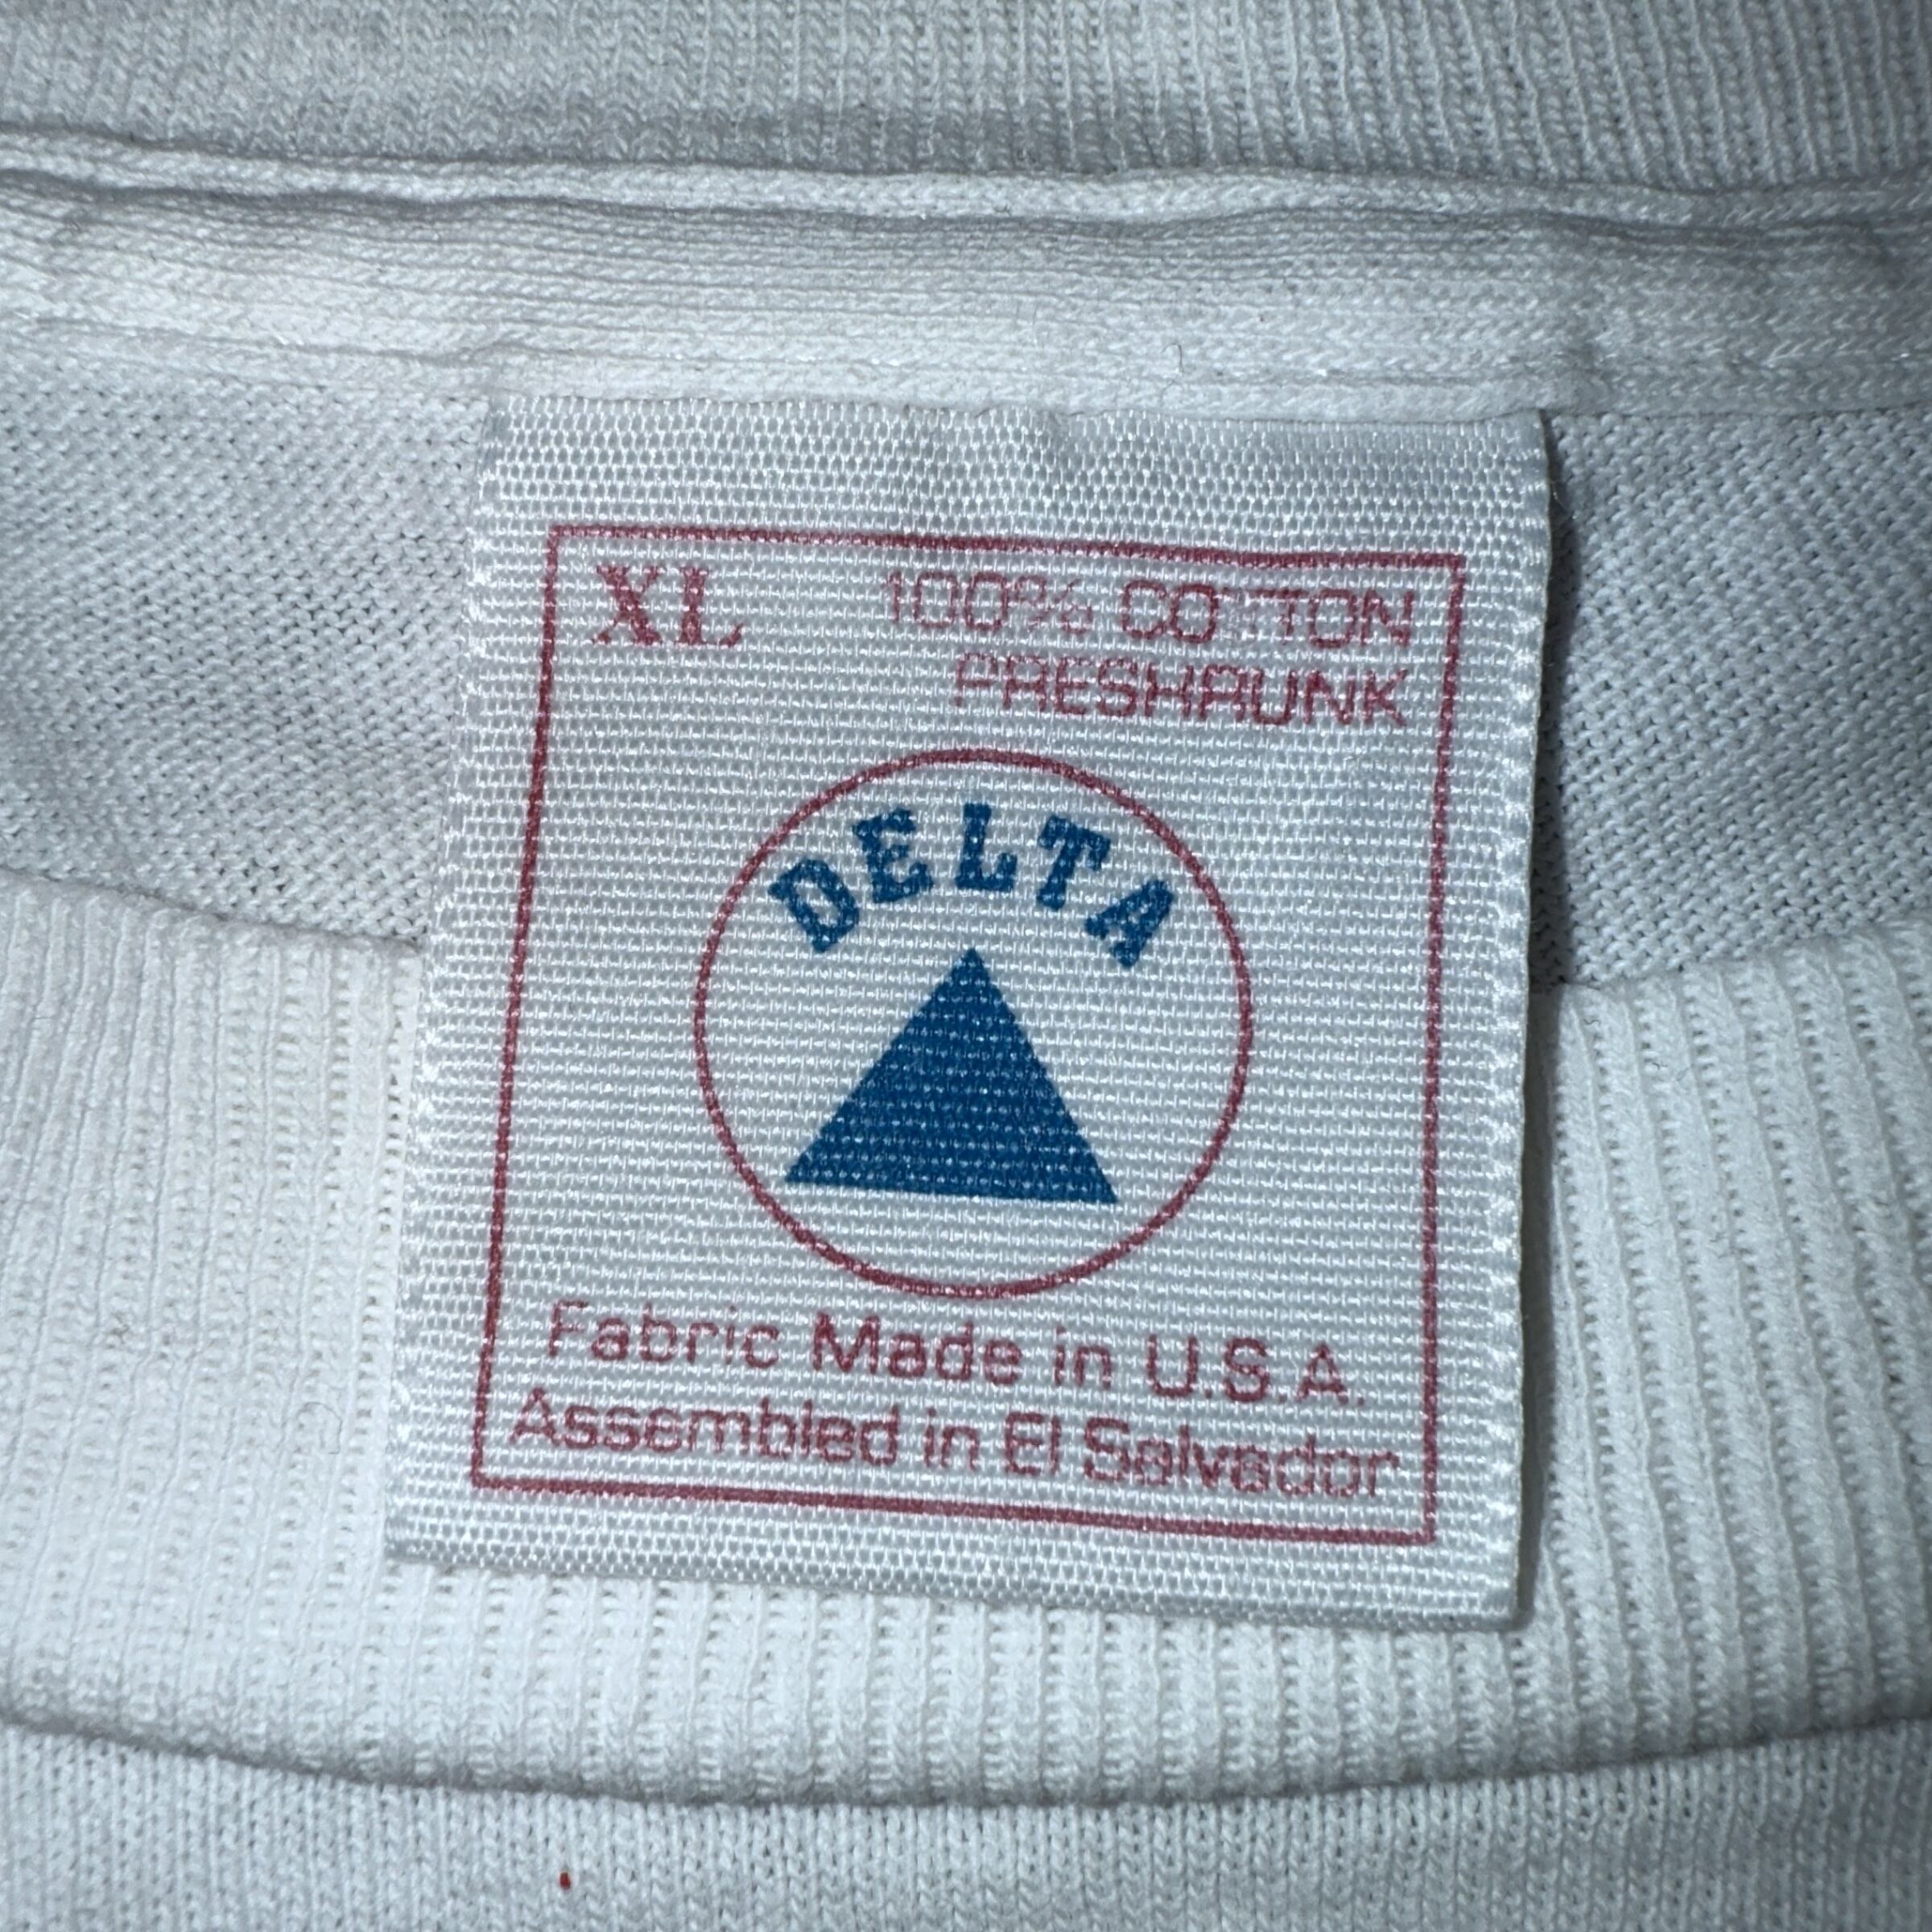 XL 100% COTTON
PRESHRUNK
DELTA
Fabric Made in U.S.A.
Assembled in El Salvador